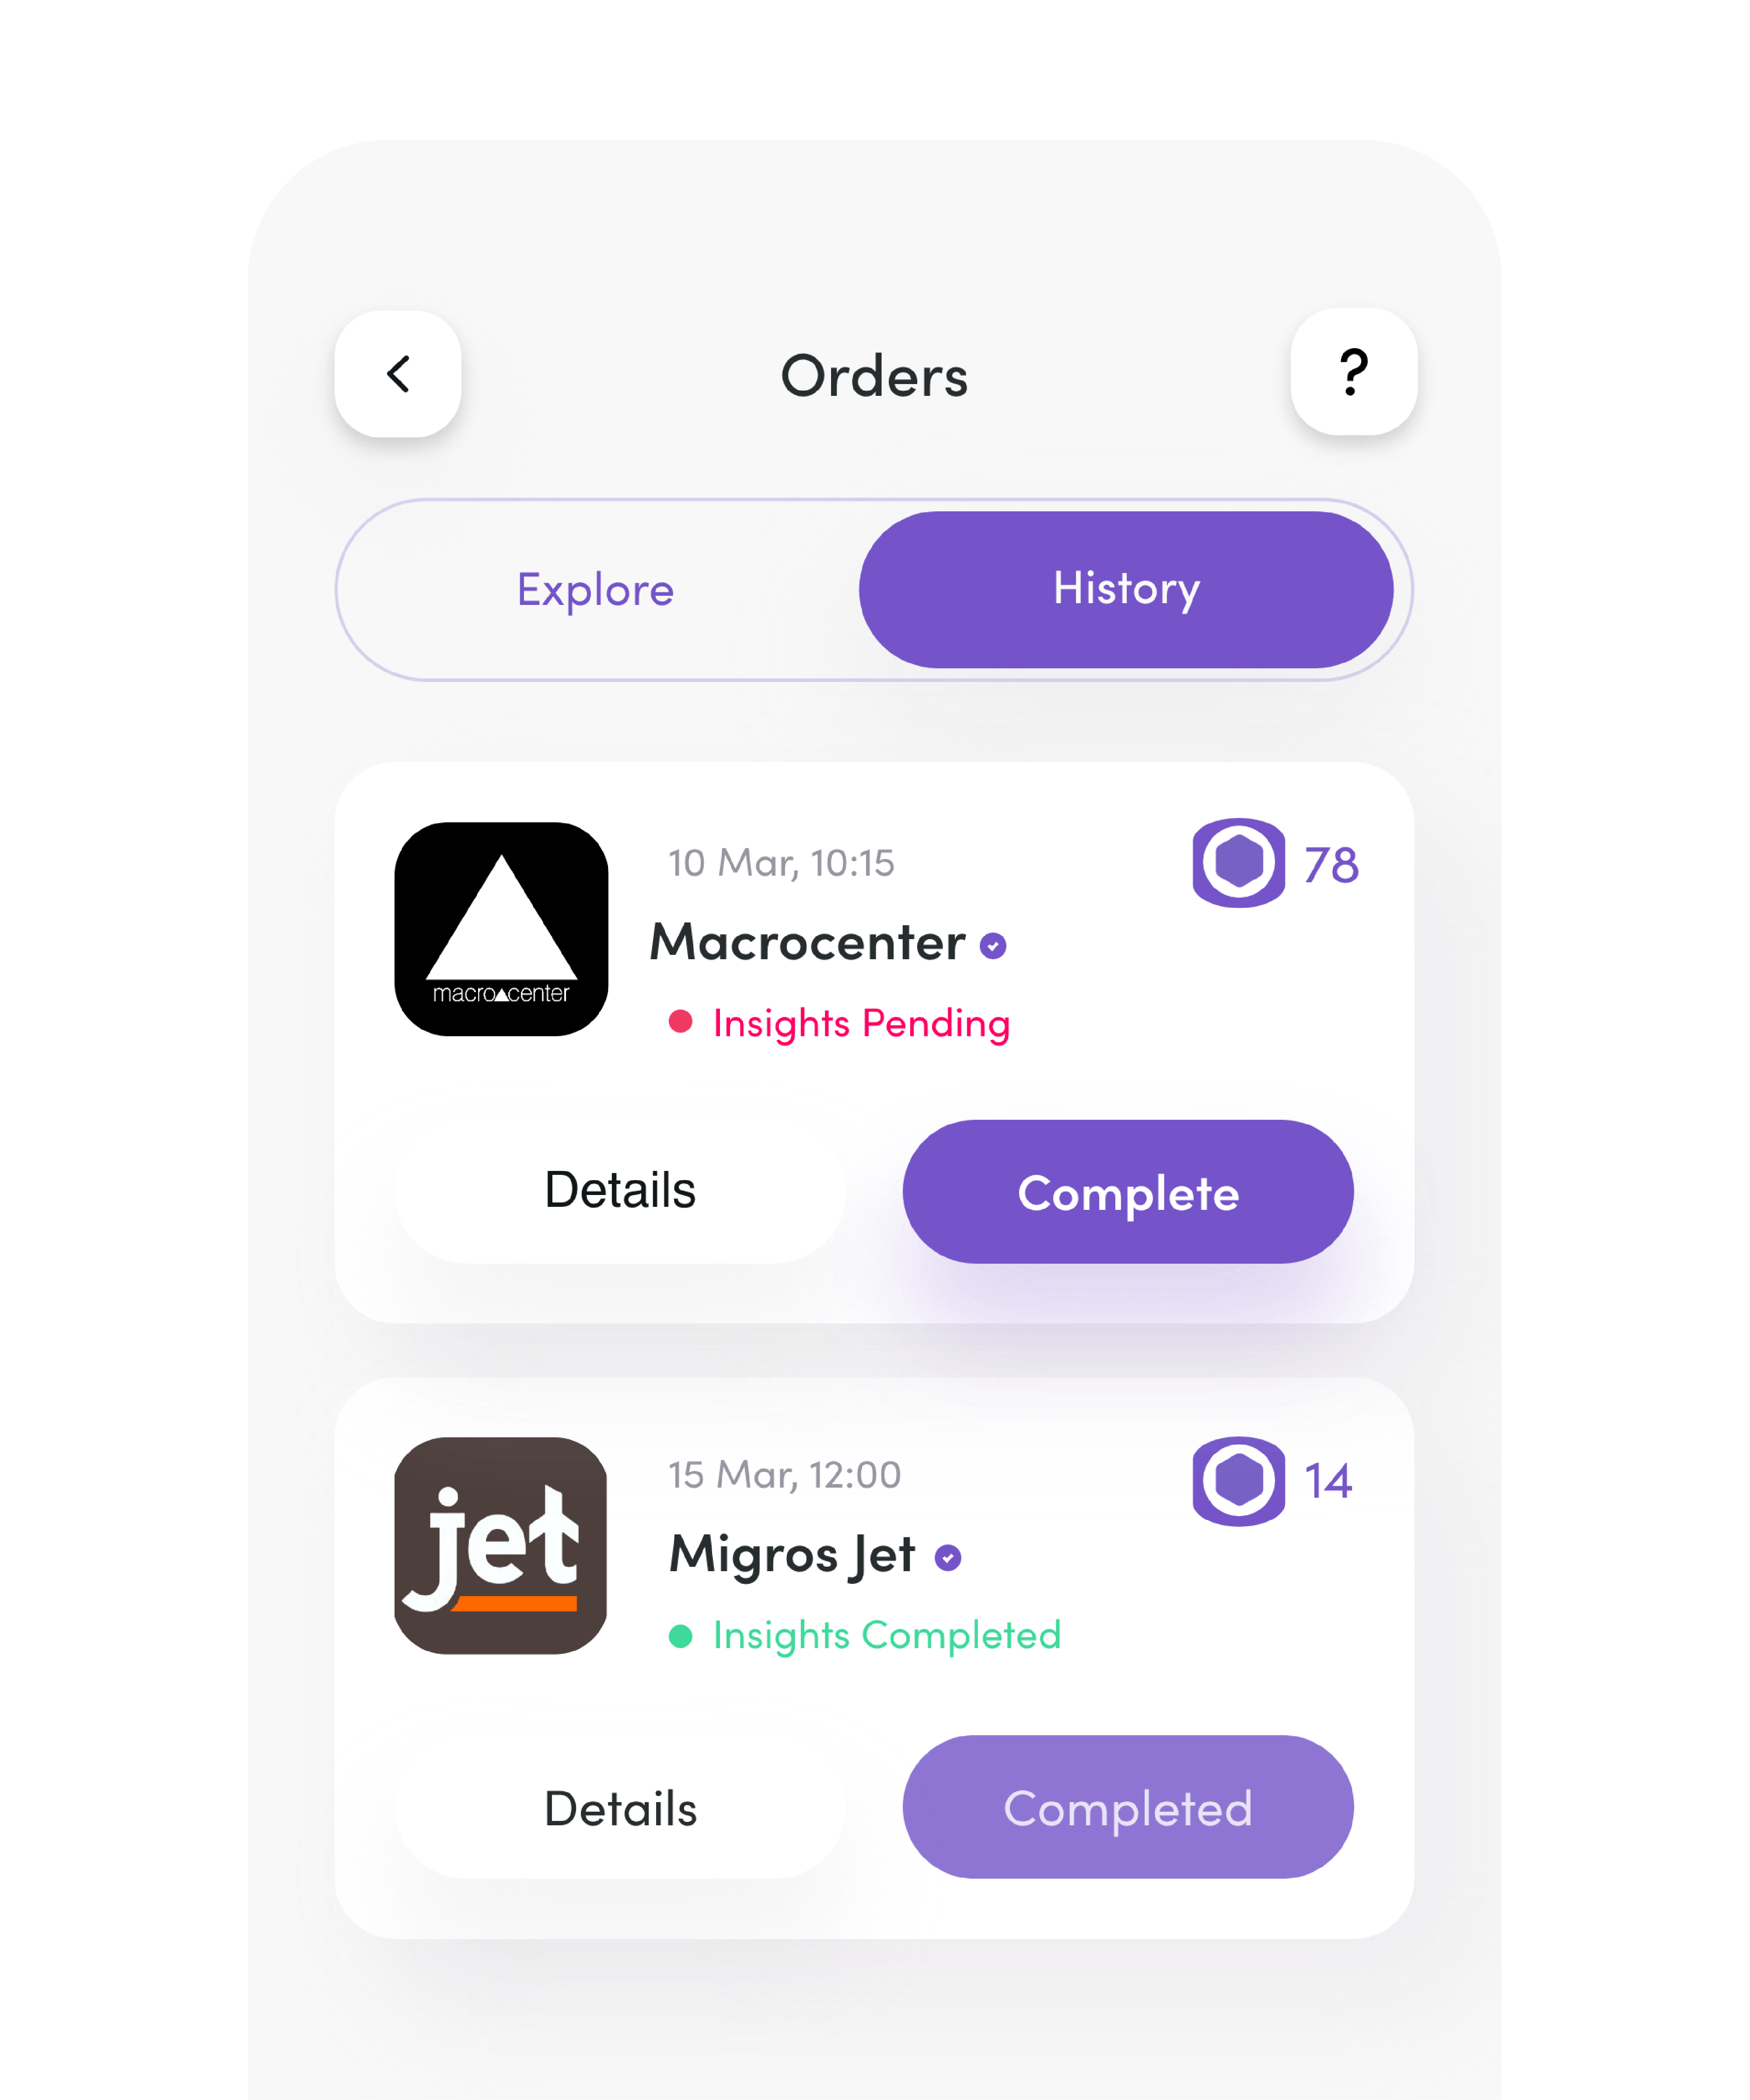 Orders
?
Explore
History
10 Mar, 10:15
78
Macrocenter
macrocenter
Insights Pending
Details
Complete
15 Mar, 12:00
14
jet
Migros Jet
Insights Completed
Details
Completed